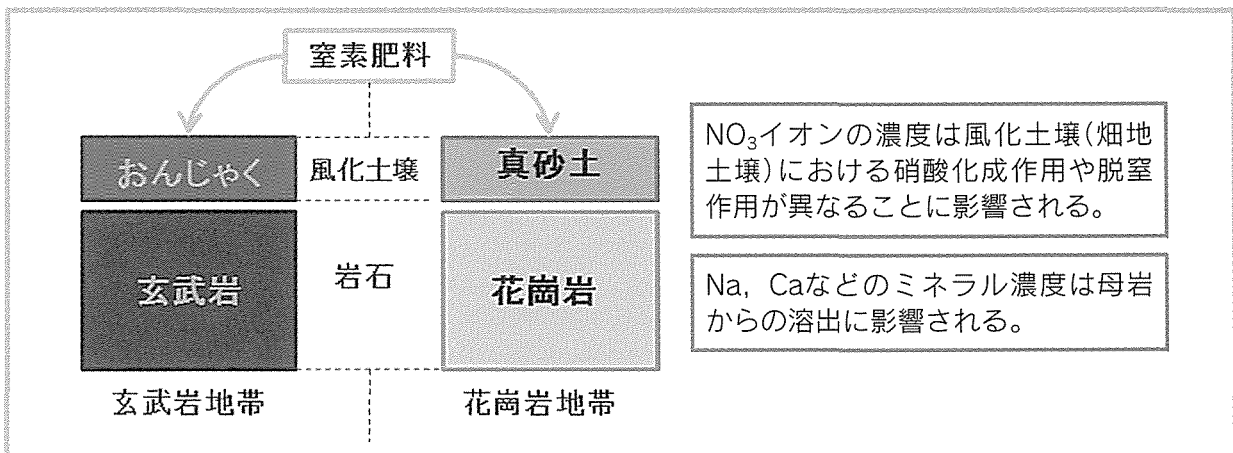 窒素肥料
おんじゃく
風化土壌
真砂土
玄武岩
岩石
花崗岩
玄武岩地帯
花崗岩地帯
NO₃イオンの濃度は風化土壌(畑地
土壌)における硝酸化成作用や脱窒
作用が異なることに影響される。
Na, Caなどのミネラル濃度は母岩
からの溶出に影響される。